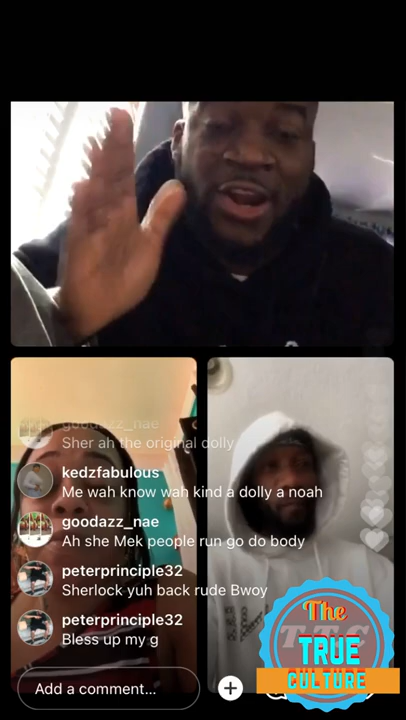 goodazz_nae
Sher ah the original dolly
kedzfabulous
Me wah know wah kind a dolly a noah
goodazz_nae
Ah she Mek people run go do body
peterprinciple32
Sherlock yuh back rude Bwoy
peterprinciple32
Bless up my g
Add a comment...
The
TRUE
CULTURE